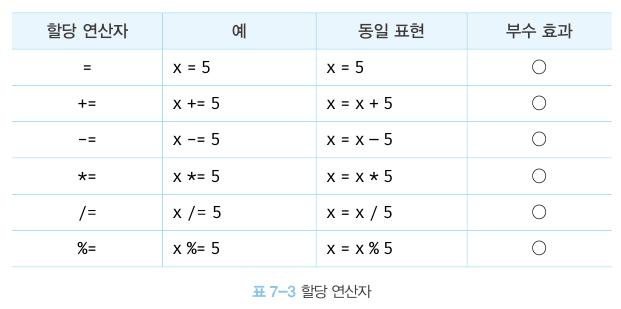 할당 연산자 예 동일 표현 부수 효과
= x = 5 x = 5 ○
+= x += 5 x = x + 5 ○
-= x -= 5 x = x – 5 ○
*= x *= 5 x = x * 5 ○
/= x /= 5 x = x / 5 ○
%= x %= 5 x = x % 5 ○
표 7–3 할당 연산자